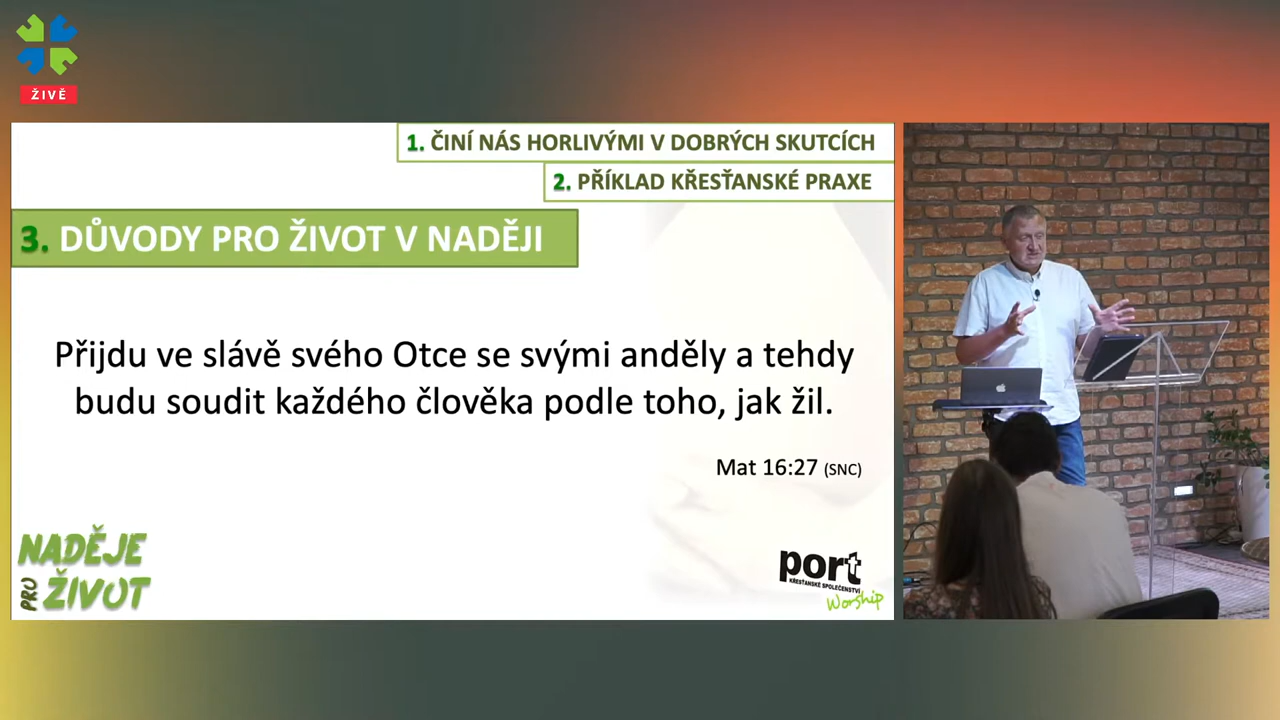 ŽIVĚ
1. ČINÍ NÁS HORLIVÝMI V DOBRÝCH SKUTCÍCH
2. PŘÍKLAD KŘESŤANSKÉ PRAXE
3. DŮVODY PRO ŽIVOT V NADĚJI
Přijdu ve slávě svého Otce se svými anděly a tehdy
budu soudit každého člověka podle toho, jak žil.
Mat 16:27 (SNC)
NADĚJE
PRO ŽIVOT
port
KŘESŤANSKÉ SPOLEČENSTVÍ
Worship